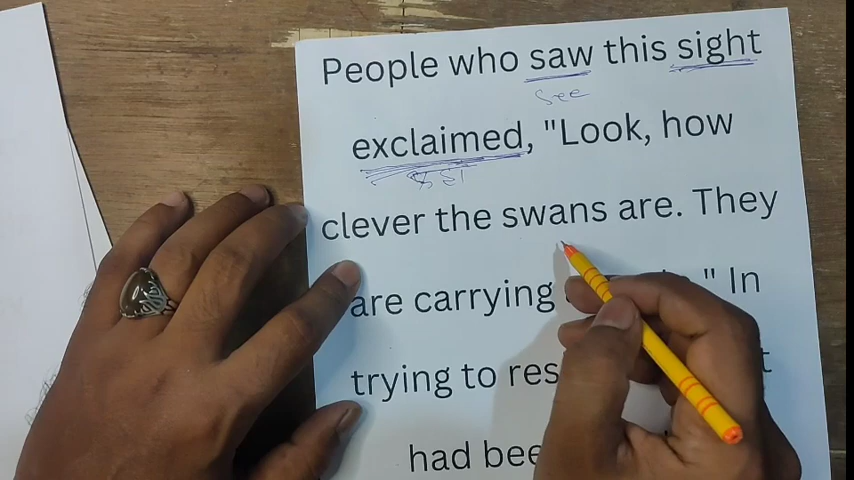 People who saw this sight
see
exclaimed, "Look, how
कहा
clever the swans are. They
are carrying " In
trying to res
had bee